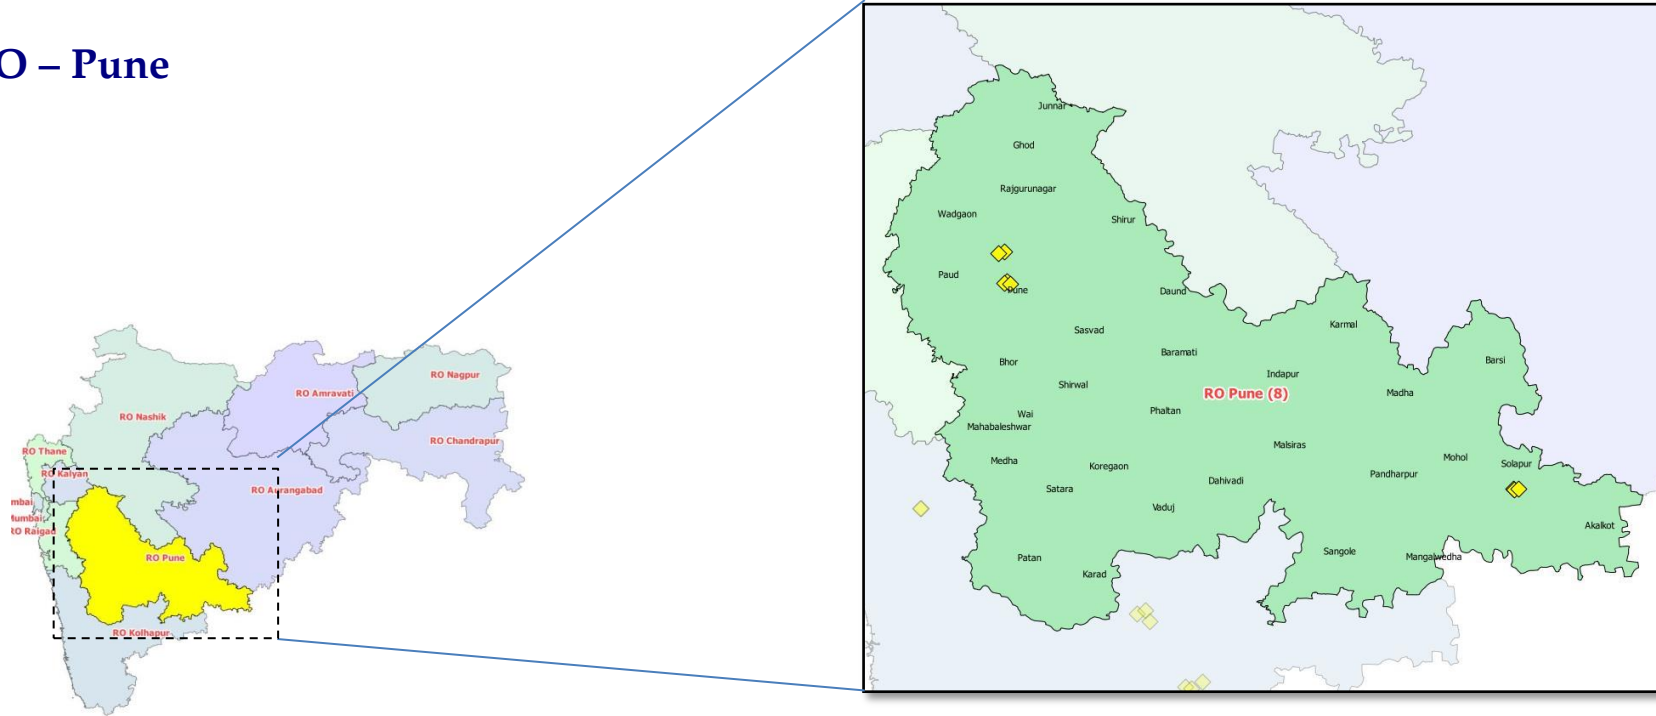 O – Pune
RO Nagpur
RO Amravati
RO Nashik
RO Chandrapur
RO Thane
RO Kalyan
RO Aurangabad
mbai
Mumbai
RO Raigad
RO Pune
RO Kolhapur
Junnar
Ghod
Rajgurunagar
Wadgaon
Shirur
Paud
Pune
Daund
Sasvad
Karmal
Baramati
Bhor
Barsi
Indapur
Shirwal
RO Pune (8)
Madha
Phaltan
Wai
Mahabaleshwar
Malsiras
Medha
Koregaon
Mohol
Solapur
Pandharpur
Satara
Dahivadi
Vaduj
Akalkot
Patan
Sangole
Mangalwedha
Karad